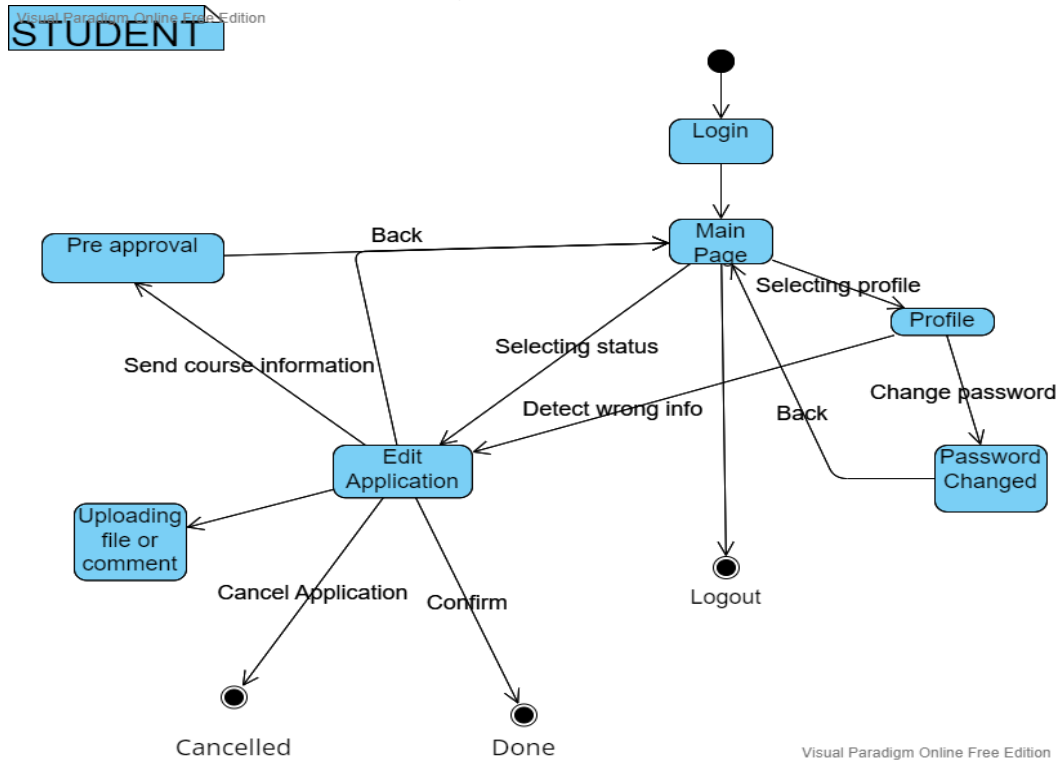 Visual Paradigm Online Free Edition
STUDENT
Login
Main
Page
Pre approval
Back
Selecting profile
Profile
Send course information
Selecting status
Detect wrong info
Change password
Back
Edit
Application
Password
Changed
Uploading
file or
comment
Cancel Application
Confirm
Logout
Cancelled
Done
Visual Paradigm Online Free Edition